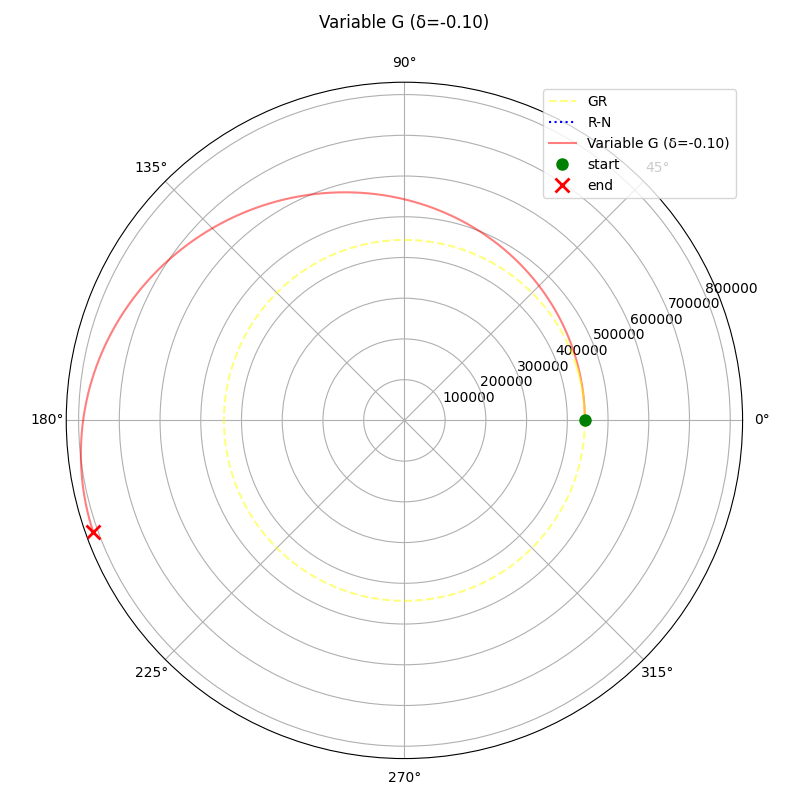 Variable G (δ=-0.10)
90°
GR
R-N
Variable G (δ=-0.10)
start
end
135°
45°
800000
700000
600000
500000
400000
300000
200000
100000
180°
0°
225°
315°
270°